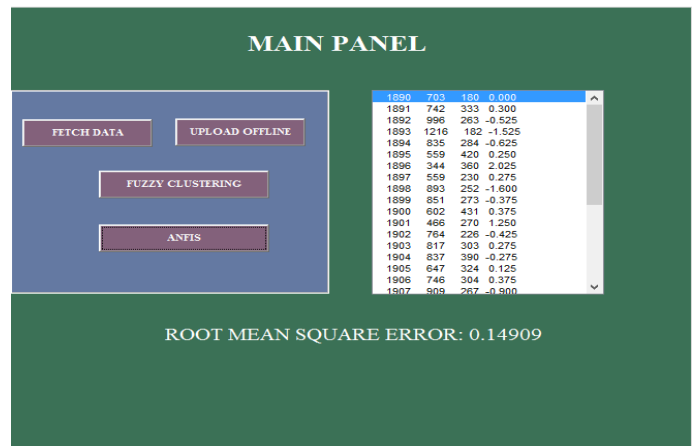 MAIN PANEL
FETCH DATA
UPLOAD OFFLINE
FUZZY CLUSTERING
ANFIS
1890 703 180 0.000
1891 742 333 0.300
1892 996 263 -0.525
1893 1216 182 -1.525
1894 835 284 -0.625
1895 559 420 0.250
1896 344 360 2.025
1897 559 230 0.275
1898 893 252 -1.600
1899 851 273 -0.375
1900 602 431 0.375
1901 466 270 1.250
1902 764 226 -0.425
1903 817 303 0.275
1904 837 390 -0.275
1905 647 324 0.125
1906 746 304 0.375
1907 909 267 -0.900
ROOT MEAN SQUARE ERROR: 0.14909